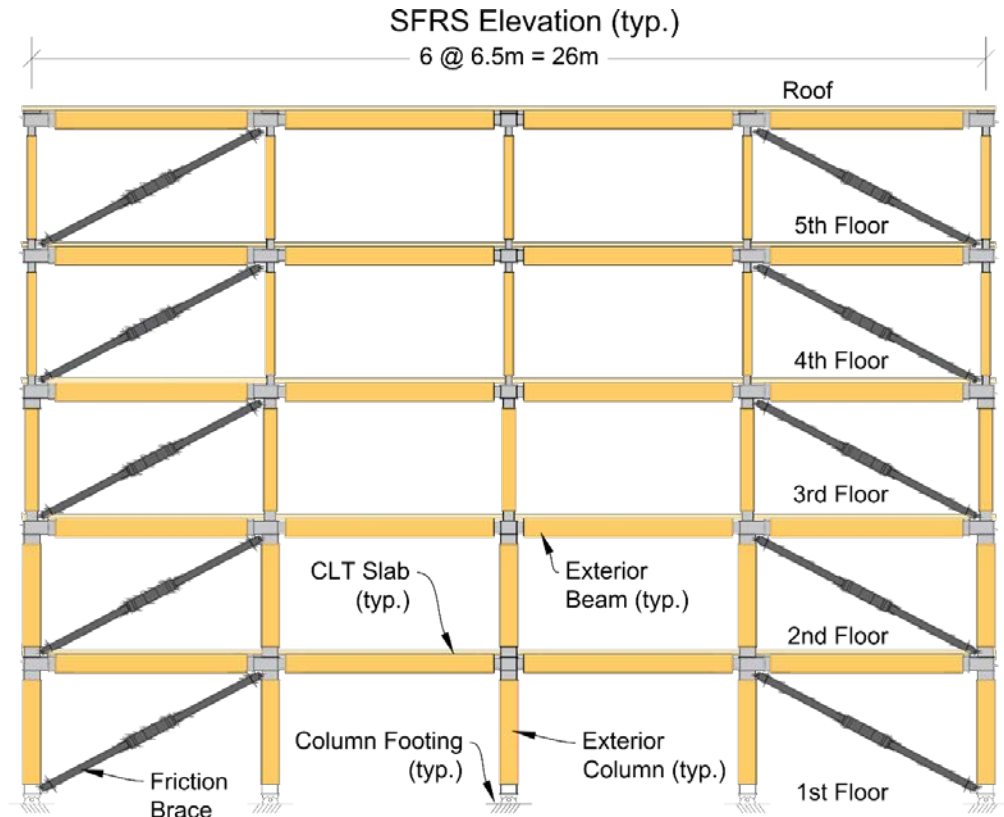 SFRS Elevation (typ.)
6 @ 6.5m = 26m
Roof
5th Floor
4th Floor
3rd Floor
CLT Slab
(typ.)
Exterior
Beam (typ.)
2nd Floor
Column Footing
(typ.)
Exterior
Column (typ.)
Friction
Brace
1st Floor